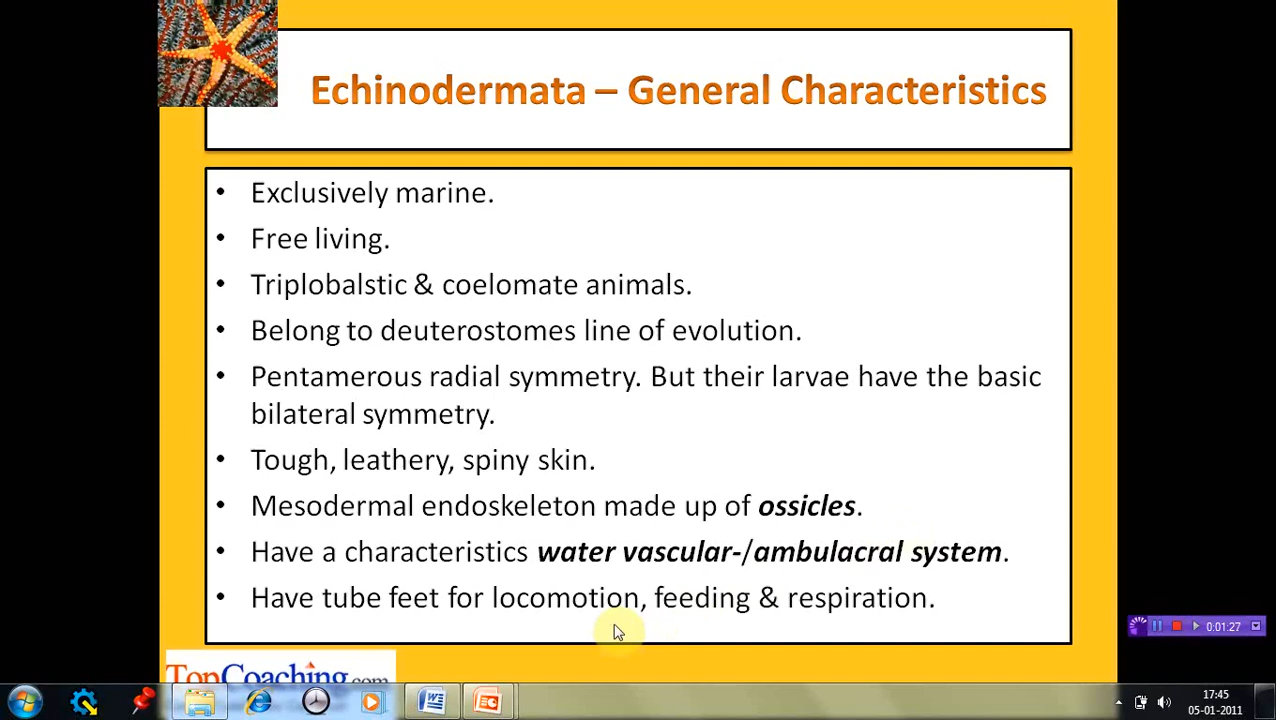 Echinodermata – General Characteristics
• Exclusively marine.
• Free living.
• Triplobalstic & coelomate animals.
• Belong to deuterostomes line of evolution.
• Pentamerous radial symmetry. But their larvae have the basic
bilateral symmetry.
• Tough, leathery, spiny skin.
• Mesodermal endoskeleton made up of ossicles.
• Have a characteristics water vascular-/ambulacral system.
• Have tube feet for locomotion, feeding & respiration.
0:01:27
TopCoaching.com
17:45
05-01-2011